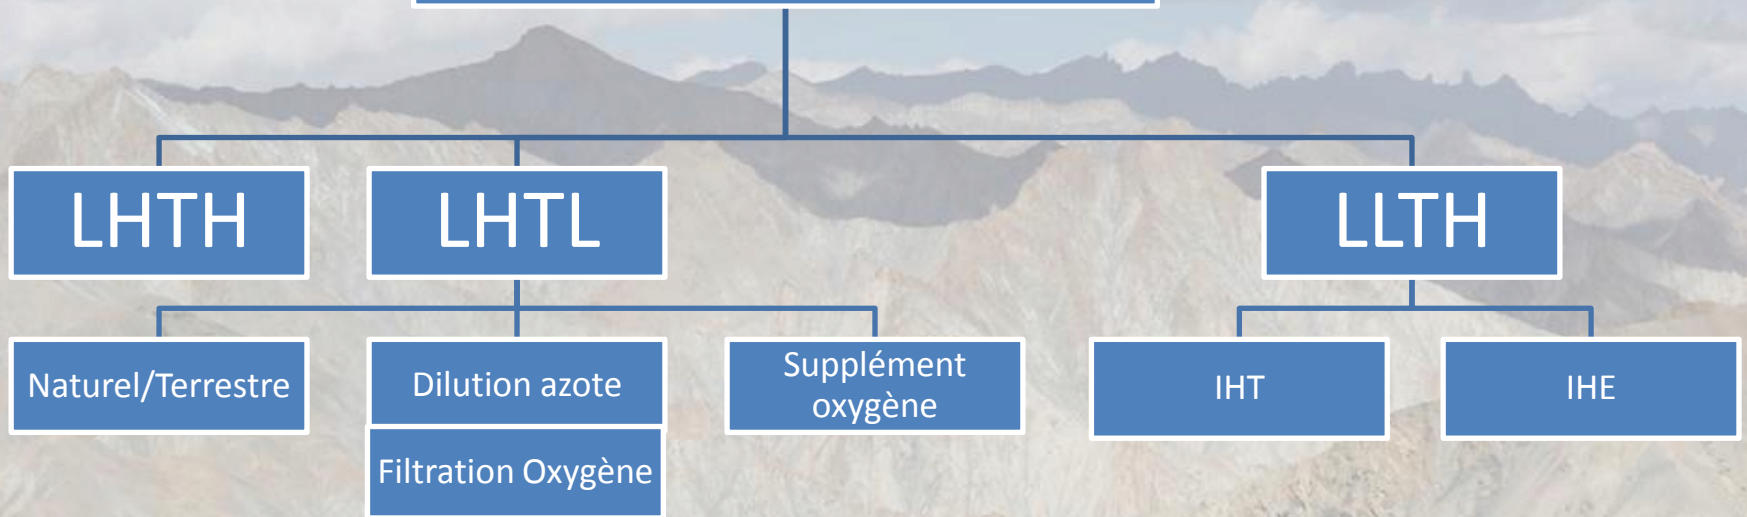 LHTH
LHTL
LLTH
Naturel/Terrestre
Dilution azote
Filtration Oxygène
Supplément
oxygène
IHT
IHE